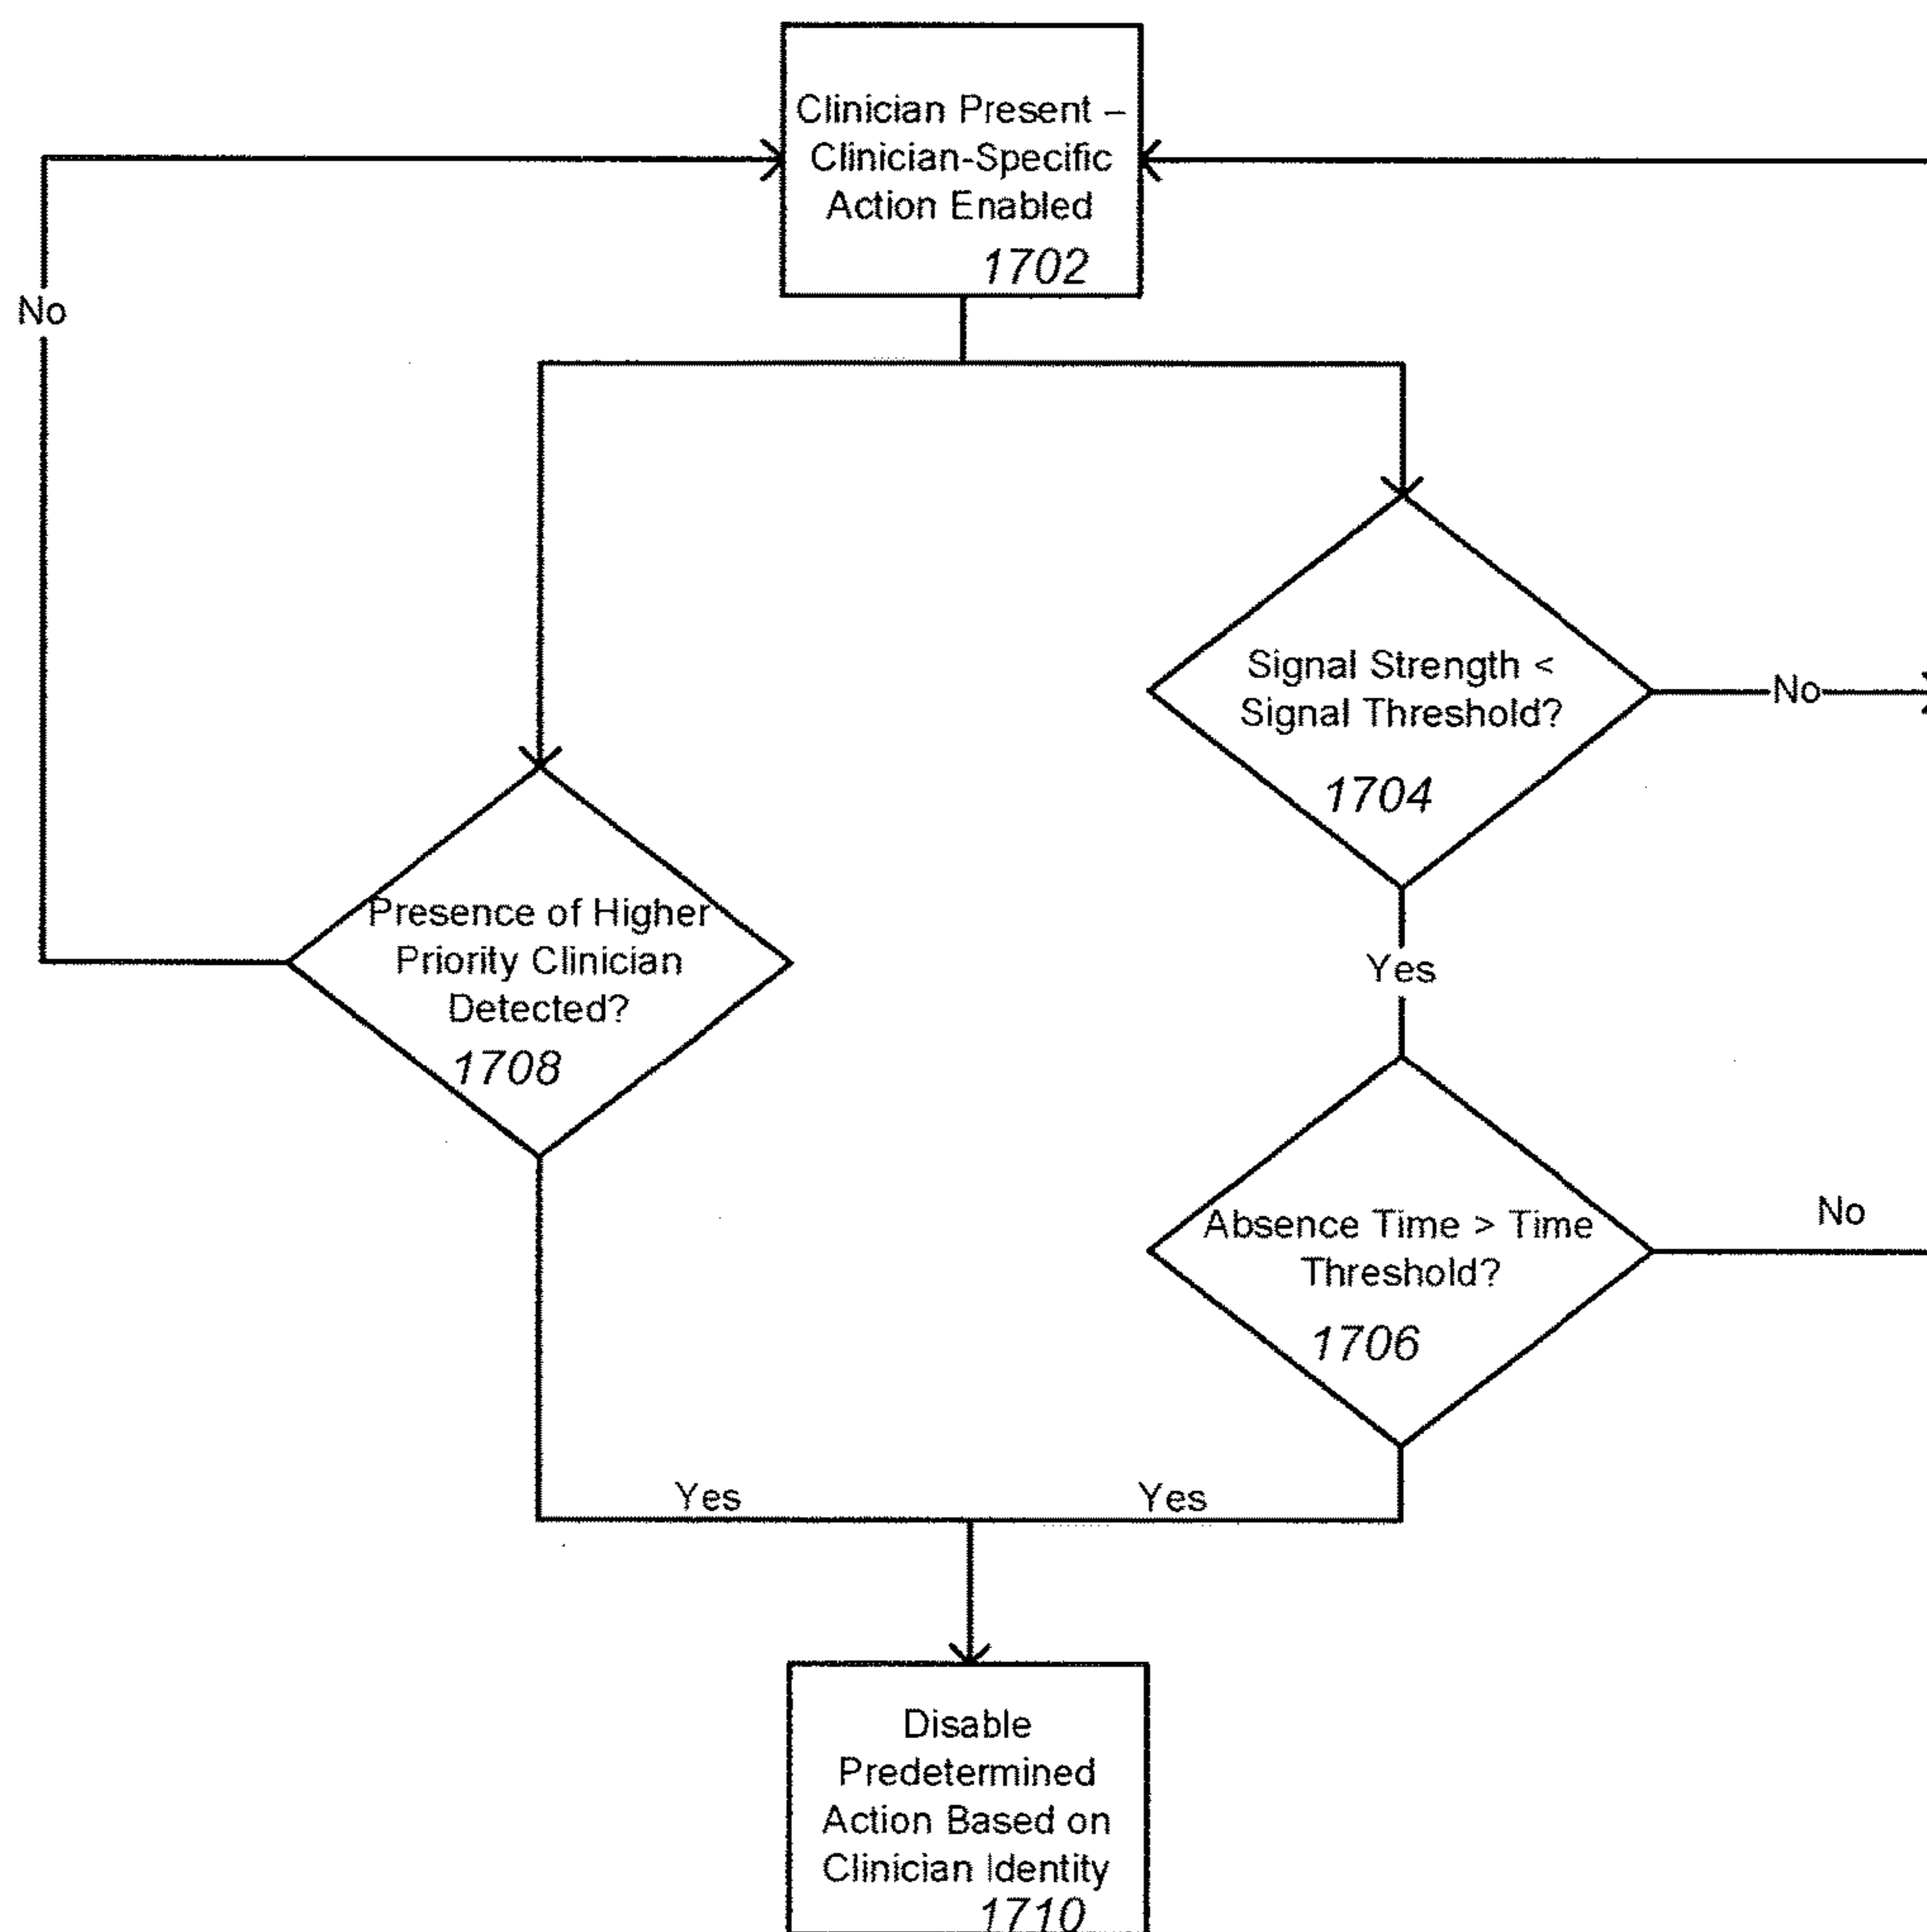 Clinician Present –
Clinician-Specific
Action Enabled
1702
No
Signal Strength <
Signal Threshold?
1704
No
Yes
Presence of Higher
Priority Clinician
Detected?
1708
Absence Time > Time
Threshold?
1706
No
Yes
Yes
Disable
Predetermined
Action Based on
Clinician Identity
1710